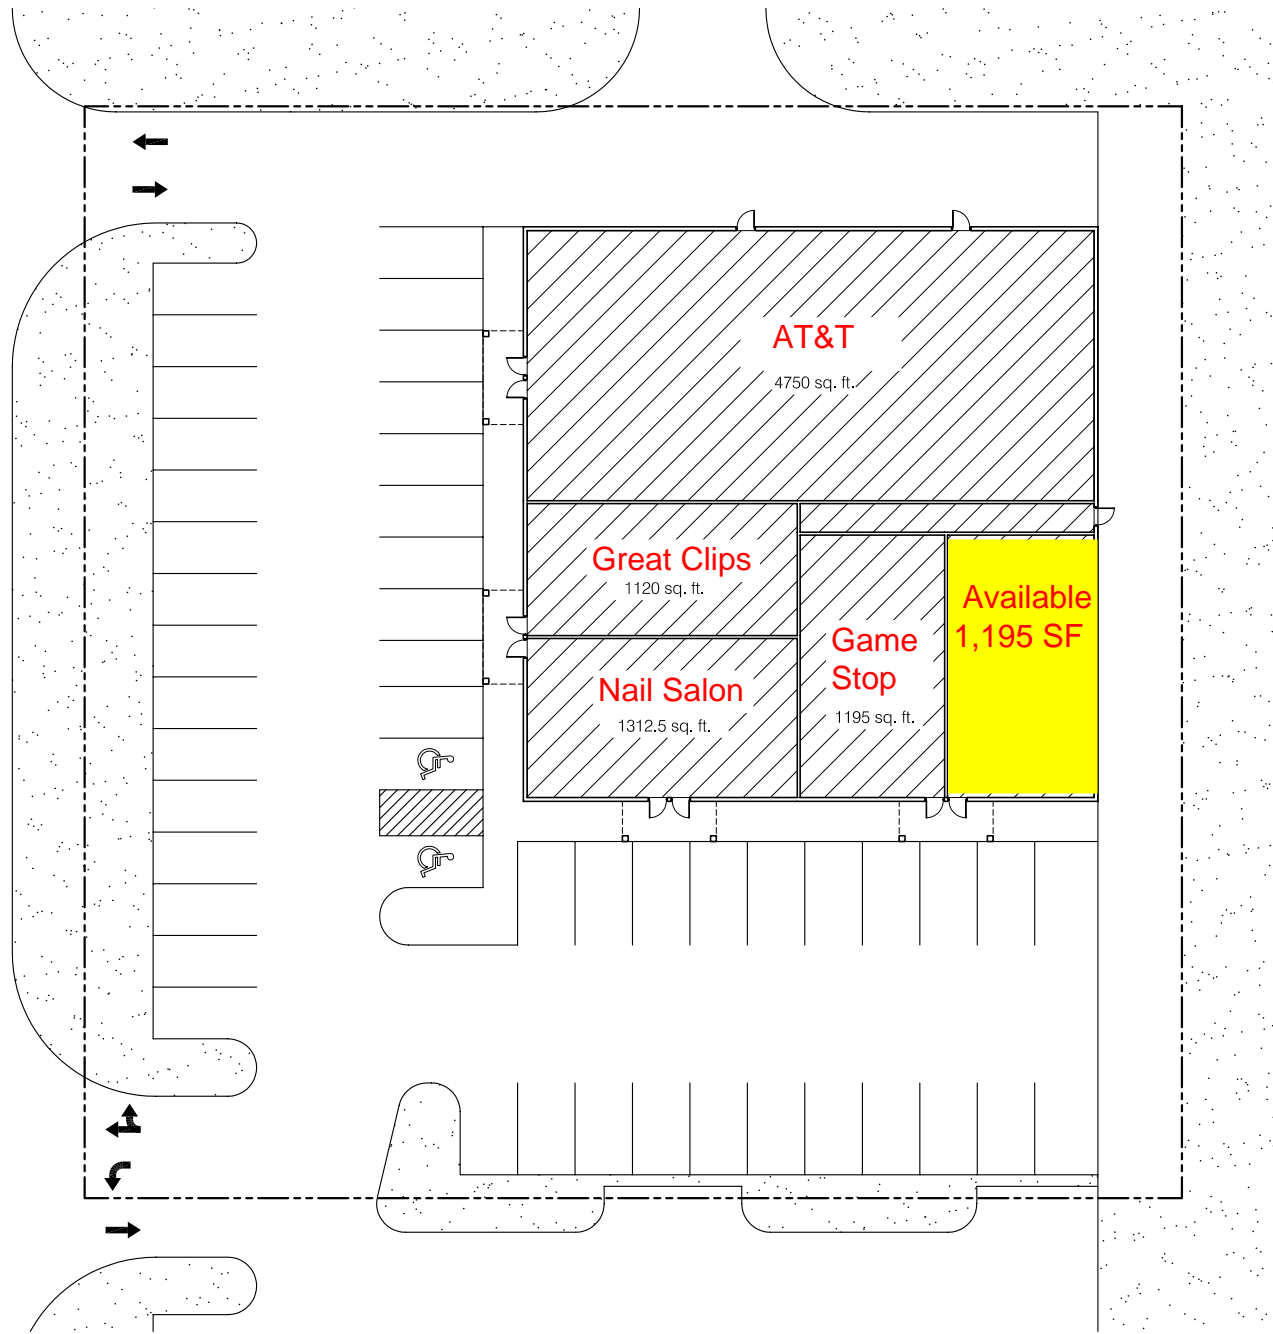 AT&T
4750 sq. ft.
Great Clips
1120 sq. ft.
Available
1,195 SF
Game
Stop
1195 sq. ft.
Nail Salon
1312.5 sq. ft.